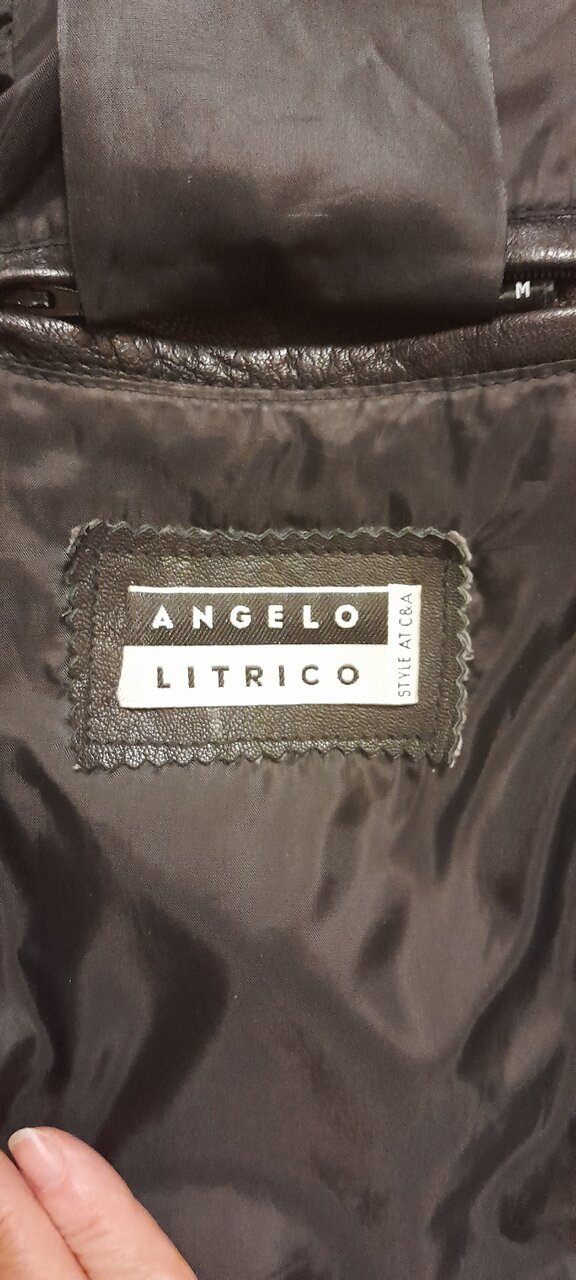 M
ANGELO
LITRICO
STYLE AT C&A